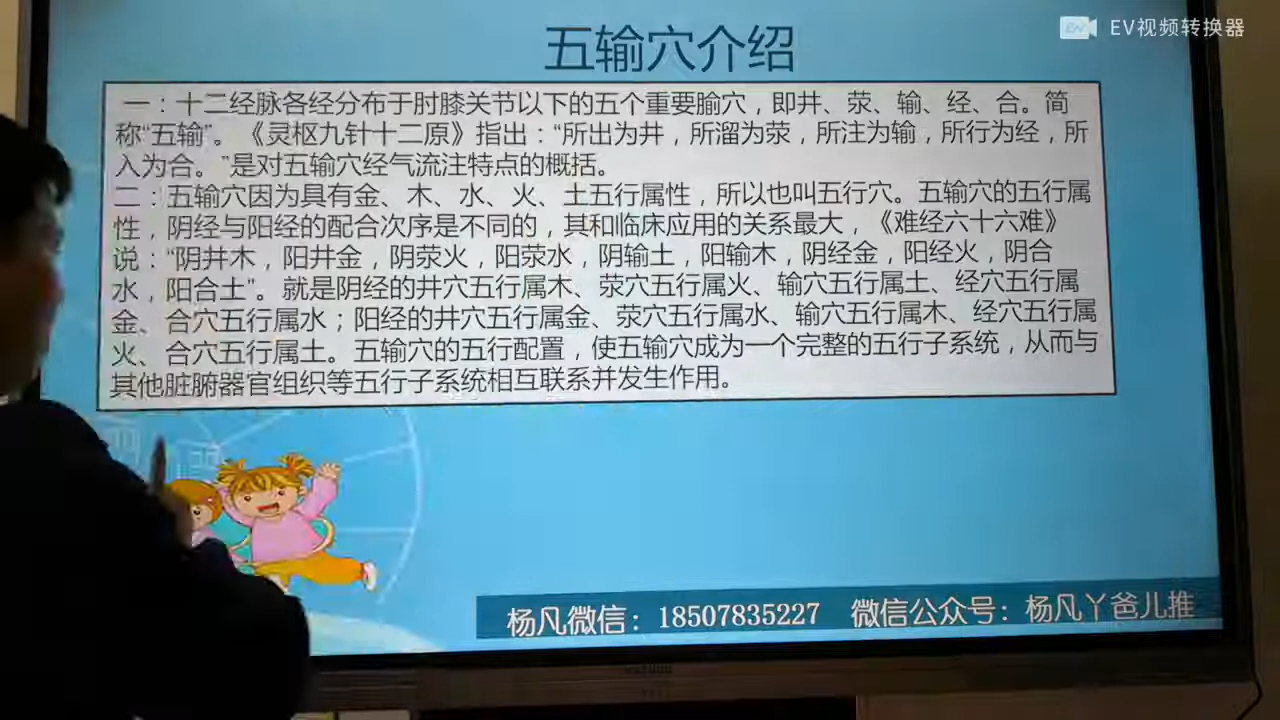 EV视频转换器
五输穴介绍
一：十二经脉各经分布于肘膝关节以下的五个重要腧穴，即井、荥、输、经、合。简
称“五输”。《灵枢九针十二原》指出：“所出为井，所溜为荥，所注为输，所行为经，所
入为合。”是对五输穴经气流注特点的概括。
二：五输穴因为具有金、木、水、火、土五行属性，所以也叫五行穴。五输穴的五行属
性，阴经与阳经的配合次序是不同的，其和临床应用的关系最大，《难经六十六难》
说：“阴井木，阳井金，阴荥火，阳荥水，阴输土，阳输木，阴经金，阳经火，阴合
水，阳合土”。就是阴经的井穴五行属木、荥穴五行属火、输穴五行属土、经穴五行属
金、合穴五行属水；阳经的井穴五行属金、荥穴五行属水、输穴五行属木、经穴五行属
火、合穴五行属土。五输穴的五行配置，使五输穴成为一个完整的五行子系统，从而与
其他脏腑器官组织等五行子系统相互联系并发生作用。
杨凡微信：18507835227 微信公众号：杨凡丫爸儿推